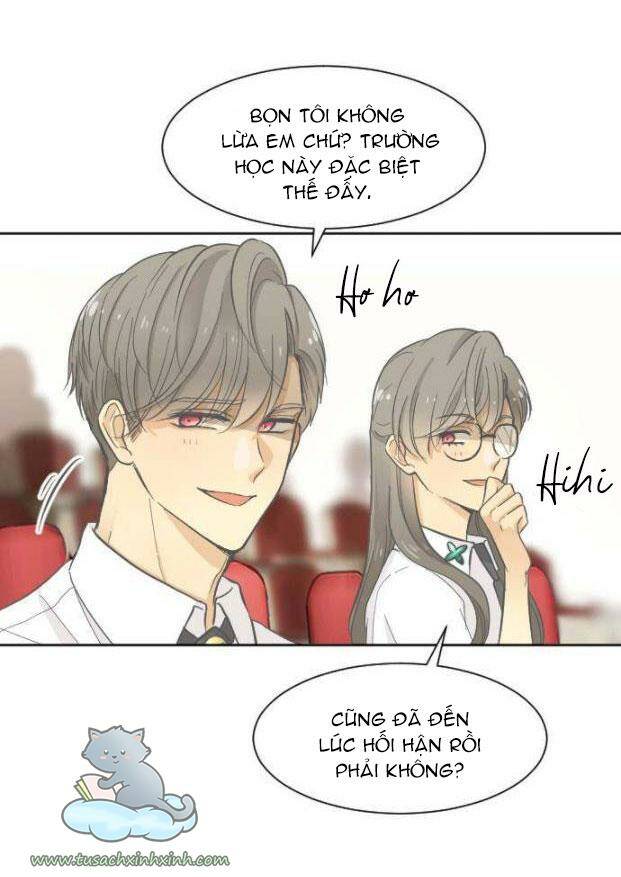 BỌN TÔI KHÔNG
LỪA EM CHỨ? TRƯỜNG
HỌC NÀY ĐẶC BIỆT
THẾ ĐẤY.
Hơ hơ
Hihi
CŨNG ĐÃ ĐẾN
LÚC HỐI HẬN RỒI
PHẢI KHÔNG?
www.tusachxinhxinh.com